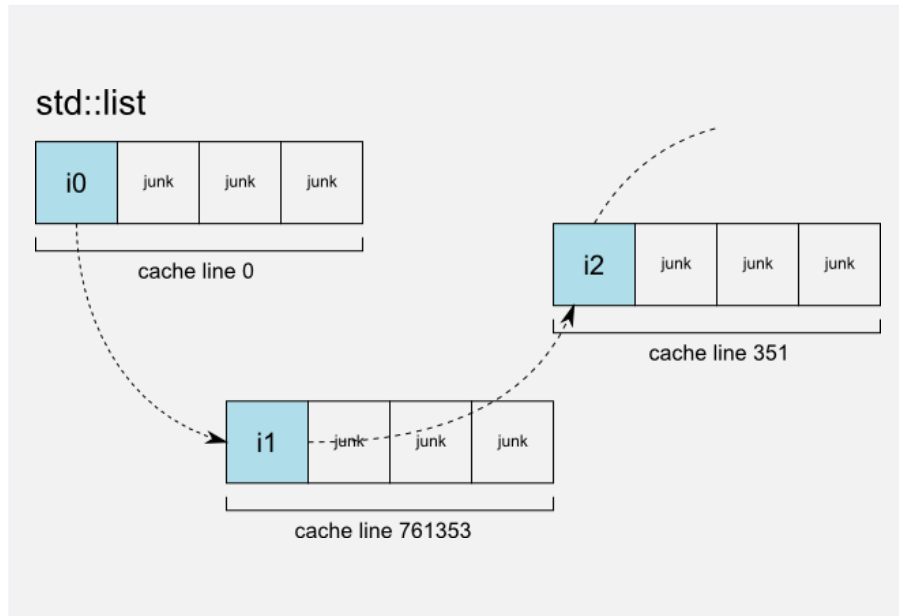 std::list
i0 junk junk junk
cache line 0
i2 junk junk junk
cache line 351
i1 junk junk junk
cache line 761353